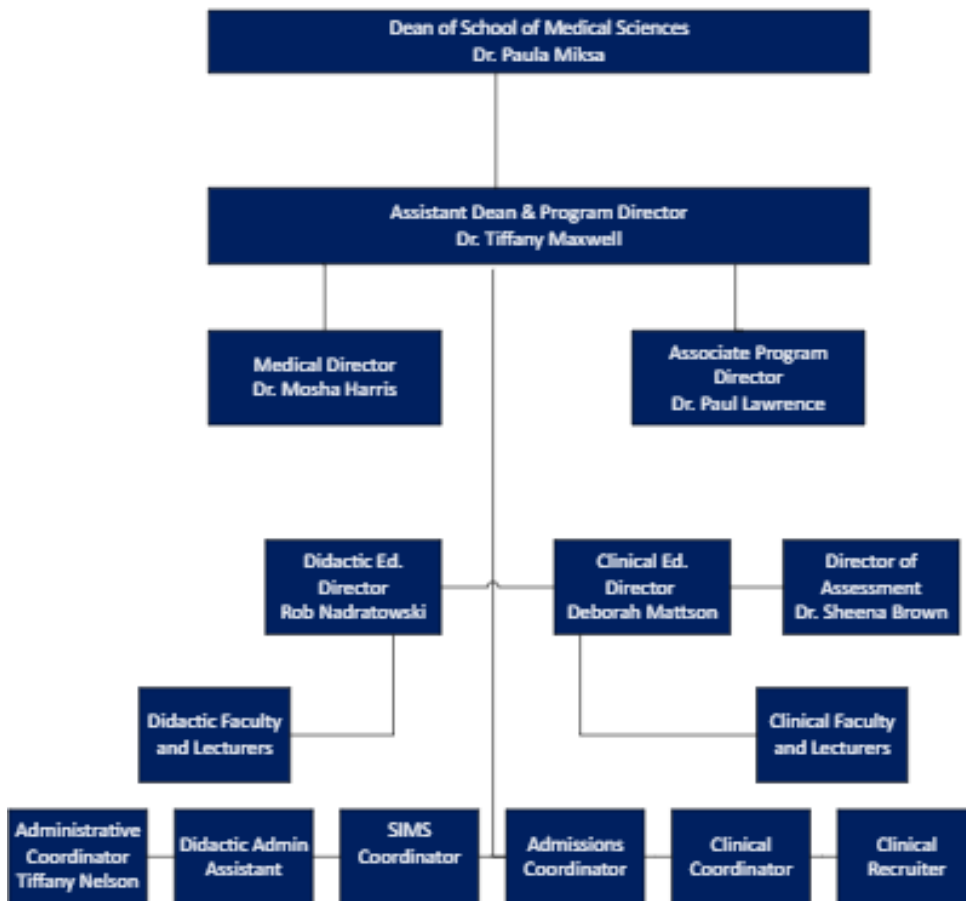 Dean of School of Medical Sciences
Dr. Paula Miksa
Assistant Dean & Program Director
Dr. Tiffany Maxwell
Medical Director
Dr. Mosha Harris
Associate Program
Director
Dr. Paul Lawrence
Didactic Ed.
Director
Rob Nadratowski
Clinical Ed.
Director
Deborah Mattson
Director of
Assessment
Dr. Sheena Brown
Didactic Faculty
and Lecturers
Clinical Faculty
and Lecturers
Administrative
Coordinator
Tiffany Nelson
Didactic Admin
Assistant
SIMS
Coordinator
Admissions
Coordinator
Clinical
Coordinator
Clinical
Recruiter